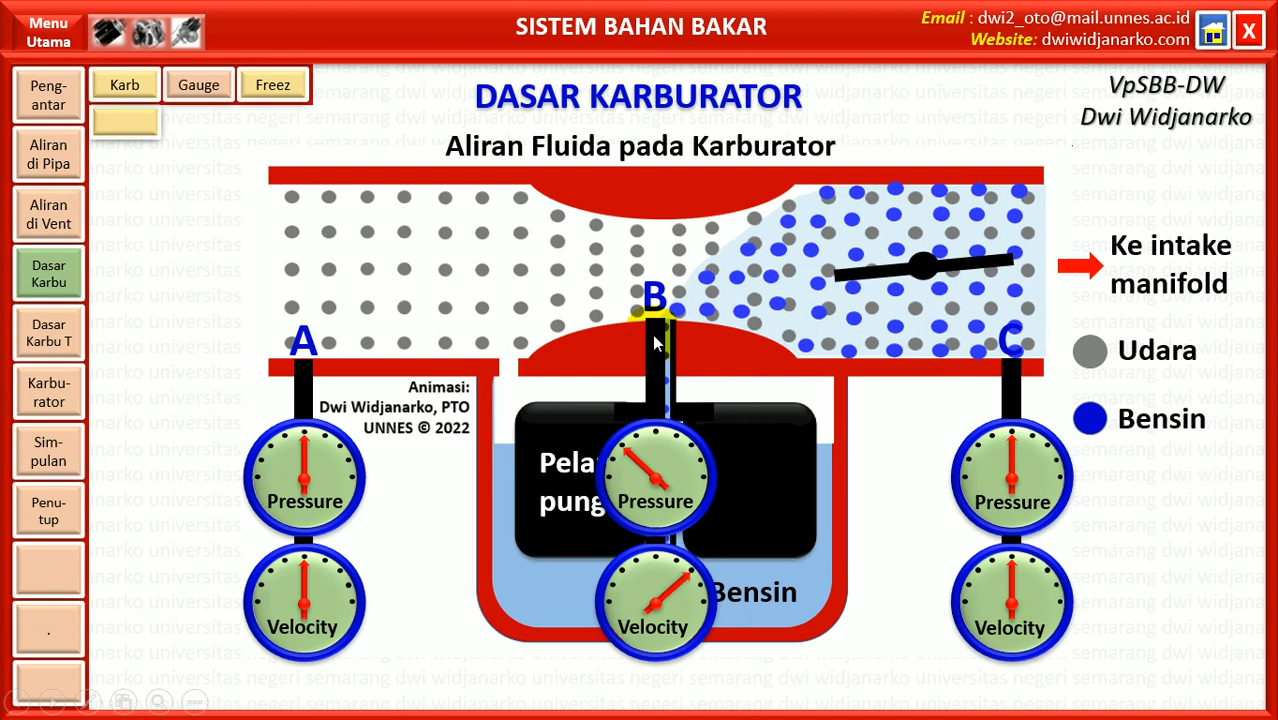 Menu
Utama
SISTEM BAHAN BAKAR
Email : dwi2_oto@mail.unnes.ac.id
Website: dwiwidjanarko.com
X
Peng-
antar
Aliran
di Pipa
Aliran
di Vent
Dasar
Karbu
Dasar
Karbu T
Karbu-
rator
Sim-
pulan
Penu-
tup
.
Karb
Gauge
Freez
DASAR KARBURATOR
VpSBB-DW
Dwi Widjanarko
Aliran Fluida pada Karburator
A
B
C
Ke intake
manifold
Udara
Bensin
Animasi:
Dwi Widjanarko, PTO
UNNES © 2022
Pela
pung
Pressure
Pressure
Pressure
Bensin
Velocity
Velocity
Velocity